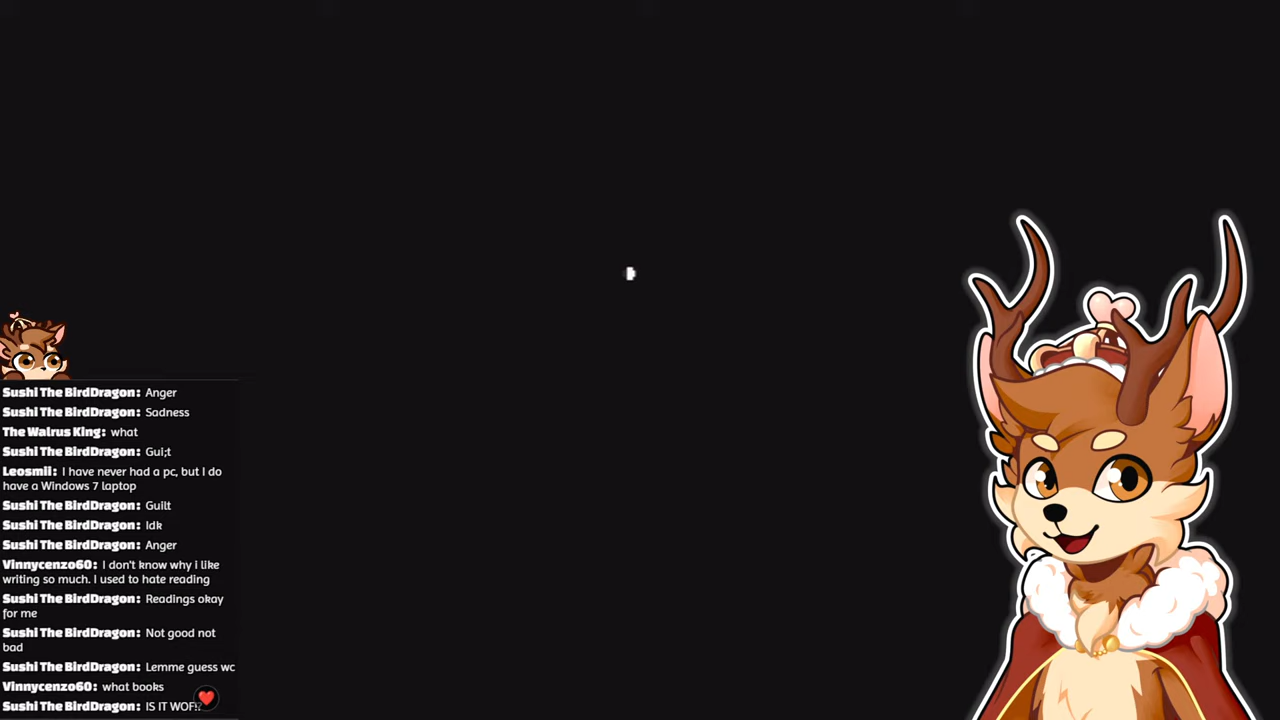 Sushi The BirdDragon: Anger
Sushi The BirdDragon: Sadness
The Walrus King: what
Sushi The BirdDragon: Gui;t
Leosmii: I have never had a pc, but I do
have a Windows 7 laptop
Sushi The BirdDragon: Guilt
Sushi The BirdDragon: Idk
Sushi The BirdDragon: Anger
Vinnycenzo60: I don't know why i like
writing so much. I used to hate reading
Sushi The BirdDragon: Readings okay
for me
Sushi The BirdDragon: Not good not
bad
Sushi The BirdDragon: Lemme guess wc
Vinnycenzo60: what books
Sushi The BirdDragon: IS IT WOF